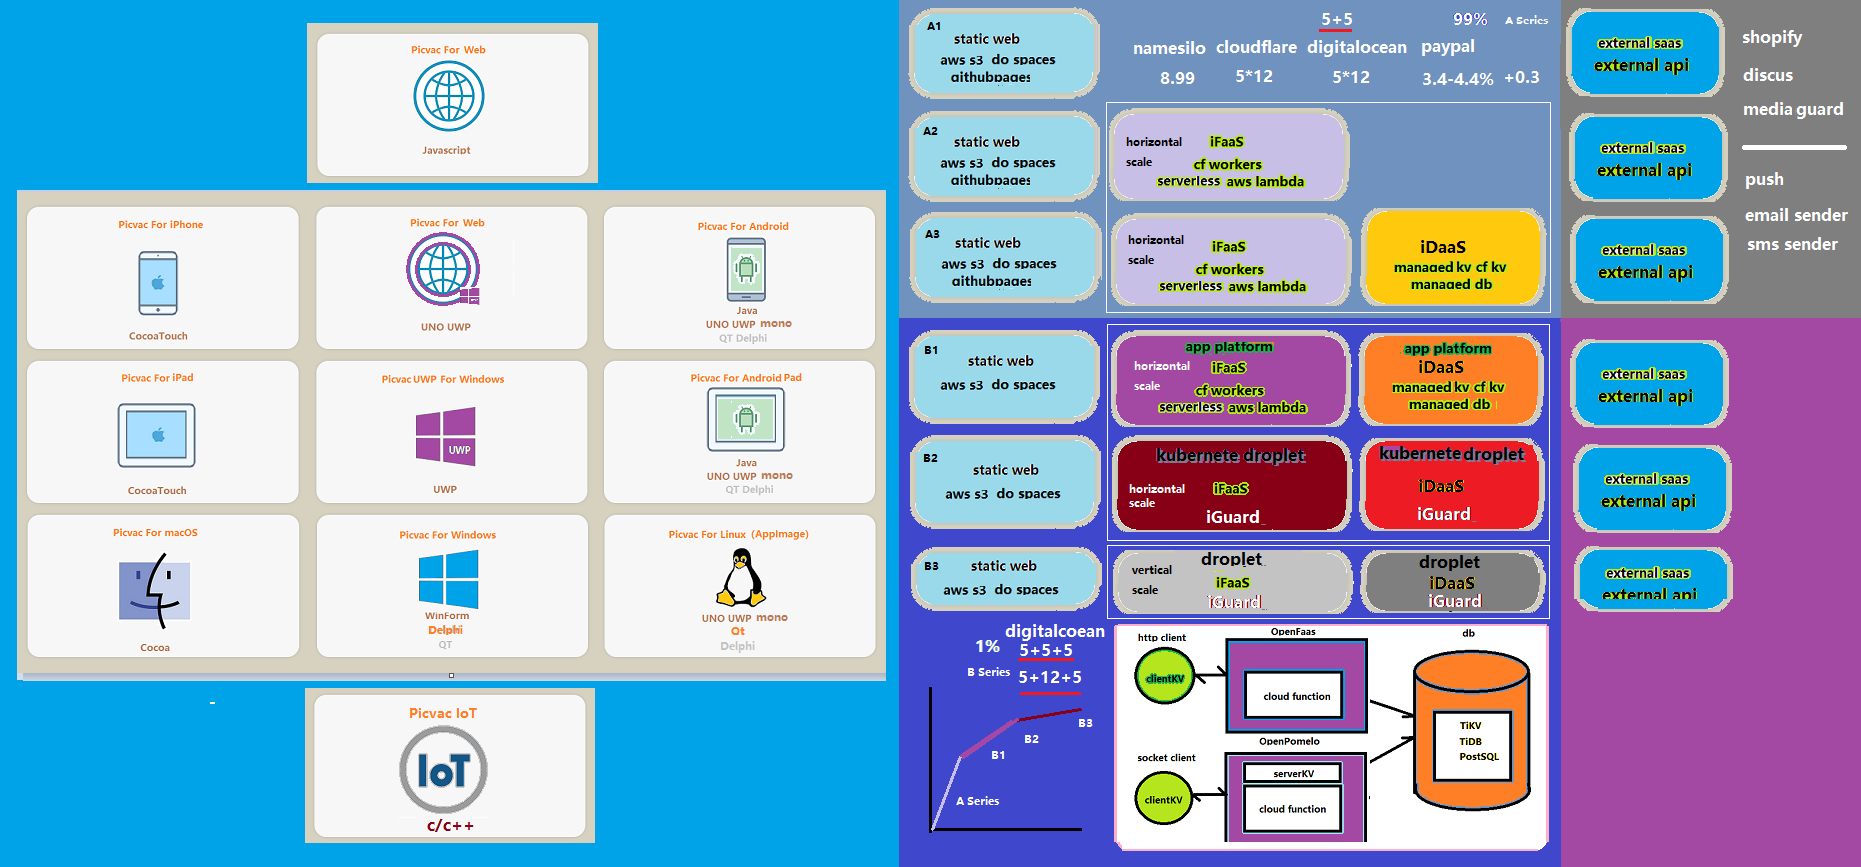 Picvac For Web
Javascript
Picvac For iPhone
CocoaTouch
Picvac For Web
UNO UWP
Picvac For Android
Java
UNO UWP mono
QT Delphi
Picvac For iPad
CocoaTouch
Picvac UWP For Windows
UWP
UWP
Picvac For Android Pad
Java
UNO UWP mono
QT Delphi
Picvac For macOS
Cocoa
Picvac For Windows
WinForm
Delphi
QT
Picvac For Linux (AppImage)
UNO UWP mono
Qt
Delphi
Picvac IoT
IoT
c/c++
A1
static web
aws s3 do spaces
githubpages
5+5
99%
A Series
namesilo cloudflare digitalocean paypal
8.99 5*12 5*12 3.4-4.4% +0.3
A2
static web
aws s3 do spaces
githubpages
horizontal
scale
iFaaS
cf workers
serverless aws lambda
A3
static web
aws s3 do spaces
githubpages
horizontal
scale
iFaaS
cf workers
serverless aws lambda
iDaaS
managed kv cf kv
managed db
B1
static web
aws s3 do spaces
app platform
horizontal
scale
iFaaS
cf workers
serverless aws lambda
app platform
iDaaS
managed kv cf kv
managed db
B2
static web
aws s3 do spaces
kubernete droplet
horizontal
scale
iFaaS
iGuard
kubernete droplet
iDaaS
iGuard
B3
static web
aws s3 do spaces
droplet
vertical
scale
iFaaS
iGuard
droplet
iDaaS
iGuard
digitalcoean
1%
5+5+5
B Series
5+12+5
B3
B2
B1
A Series
http client
clientKV
OpenFaas
cloud function
db
TiKV
TiDB
PostSQL
OpenPomelo
socket client
clientKV
serverKV
cloud function
external saas
external api
external saas
external api
external saas
external api
shopify
discus
media guard
push
email sender
sms sender
external saas
external api
external saas
external api
external saas
external api